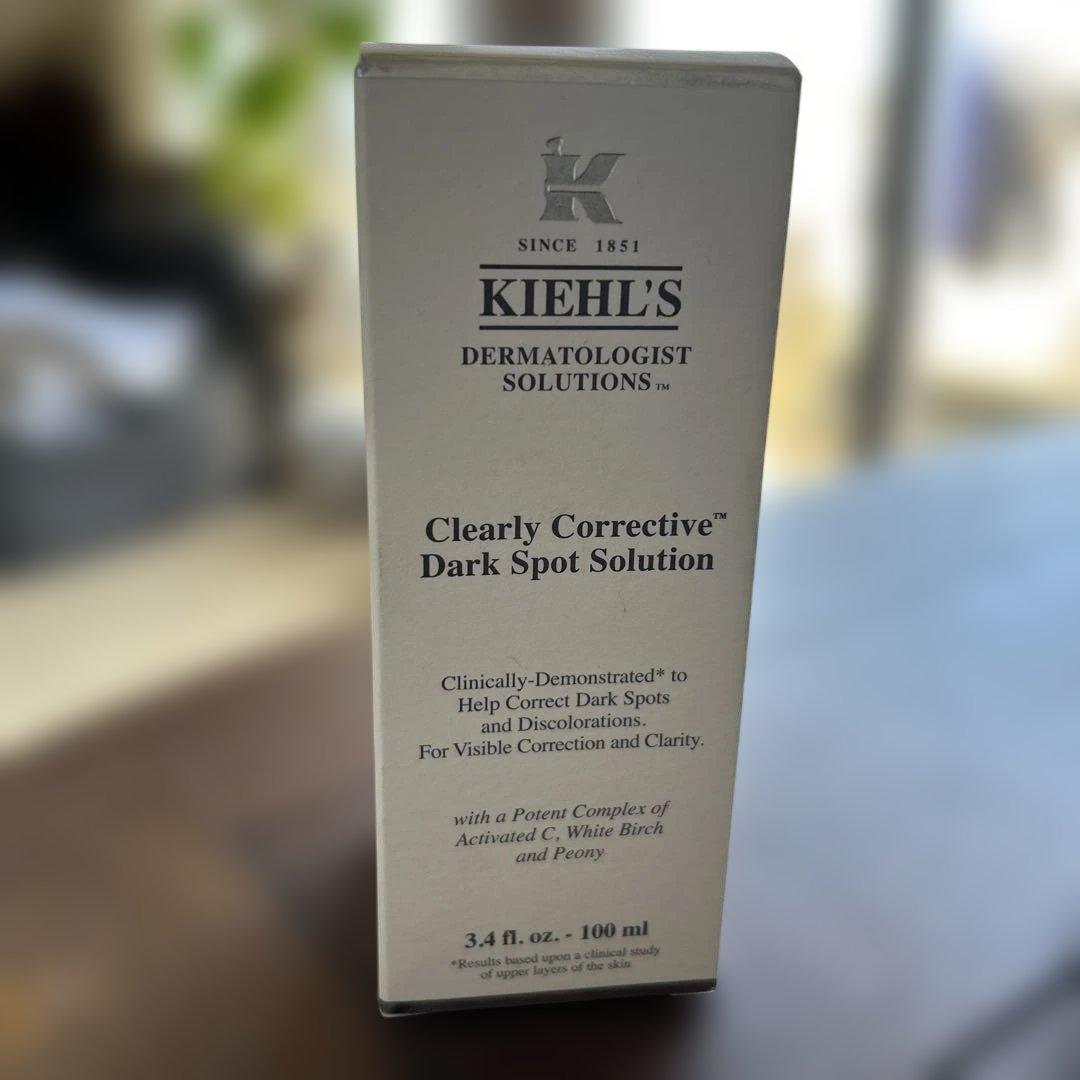 K
SINCE 1851
KIEHL'S
DERMATOLOGIST
SOLUTIONS™
Clearly Corrective™
Dark Spot Solution
Clinically-Demonstrated* to
Help Correct Dark Spots
and Discolorations.
For Visible Correction and Clarity.
with a Potent Complex of
Activated C, White Birch
and Peony
3.4 fl. oz. - 100 ml
*Results based upon a clinical study
of upper layers of the skin